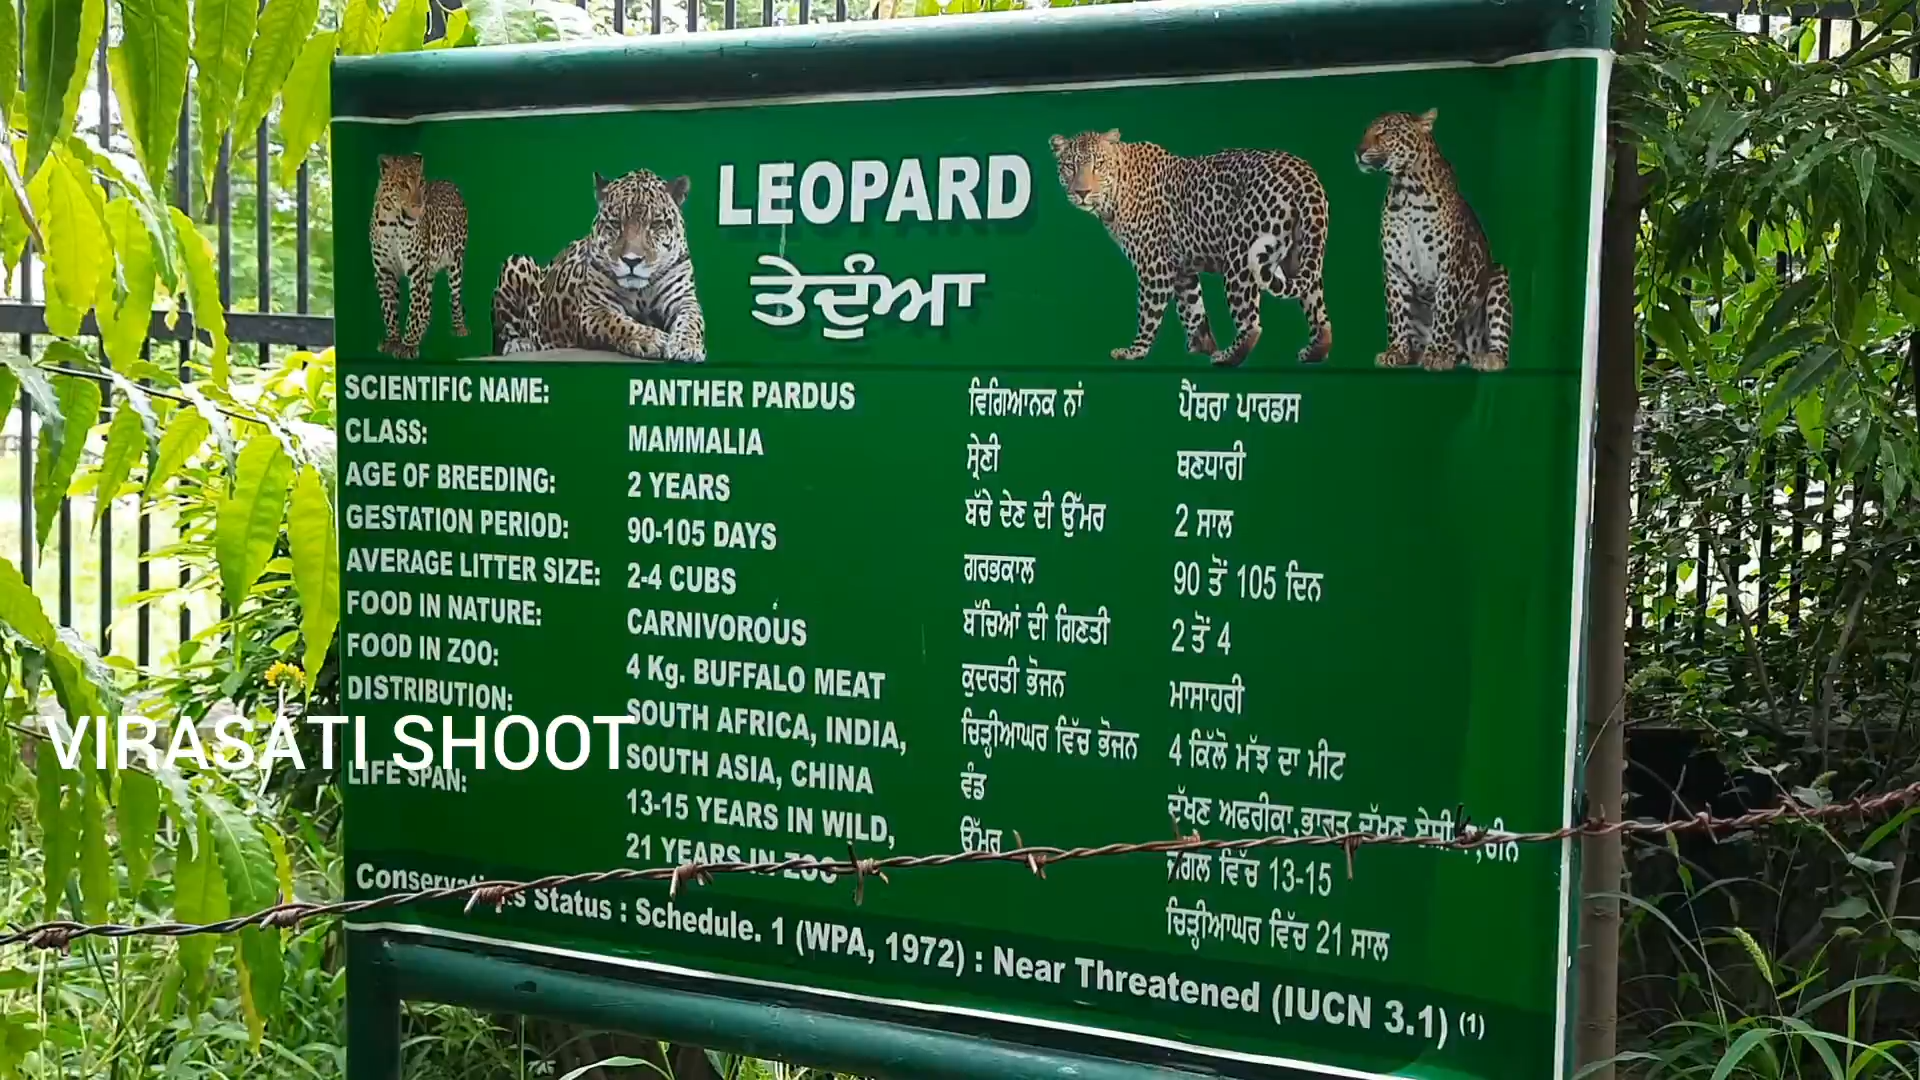 LEOPARD
ਤੇਦੁੰਆ
SCIENTIFIC NAME: PANTHER PARDUS
CLASS: MAMMALIA
AGE OF BREEDING: 2 YEARS
GESTATION PERIOD: 90-105 DAYS
AVERAGE LITTER SIZE: 2-4 CUBS
FOOD IN NATURE: CARNIVOROUS
FOOD IN ZOO: 4 Kg. BUFFALO MEAT
DISTRIBUTION: SOUTH AFRICA, INDIA,
SOUTH ASIA, CHINA
LIFE SPAN: 13-15 YEARS IN WILD,
21 YEARS IN ZOO
ਵਿਗਿਆਨਕ ਨਾਂ ਪੈਂਥਰਾ ਪਾਰਡਸ
ਸ਼੍ਰੇਣੀ ਥਣਧਾਰੀ
ਬੱਚੇ ਦੇਣ ਦੀ ਉੱਮਰ 2 ਸਾਲ
ਗਰਭਕਾਲ 90 ਤੋਂ 105 ਦਿਨ
ਬੱਚਿਆਂ ਦੀ ਗਿਣਤੀ 2 ਤੋਂ 4
ਕੁਦਰਤੀ ਭੋਜਨ ਮਾਸਾਹਰੀ
ਚਿੜ੍ਹੀਆਘਰ ਵਿੱਚ ਭੋਜਨ 4 ਕਿੱਲੋ ਮੱਝ ਦਾ ਮੀਟ
ਵੰਡ ਦੱਖਣ ਅਫਰੀਕਾ,ਭਾਰਤ ਦੱਖਣ ,ਚੀਨ
ਉੱਮਰ ਜੰਗਲ ਵਿੱਚ 13-15
ਚਿੜ੍ਹੀਆਘਰ ਵਿੱਚ 21 ਸਾਲ
Status : Schedule. 1 (WPA, 1972) : Near Threatened (IUCN 3.1) (1)
VIRASATI SHOOT